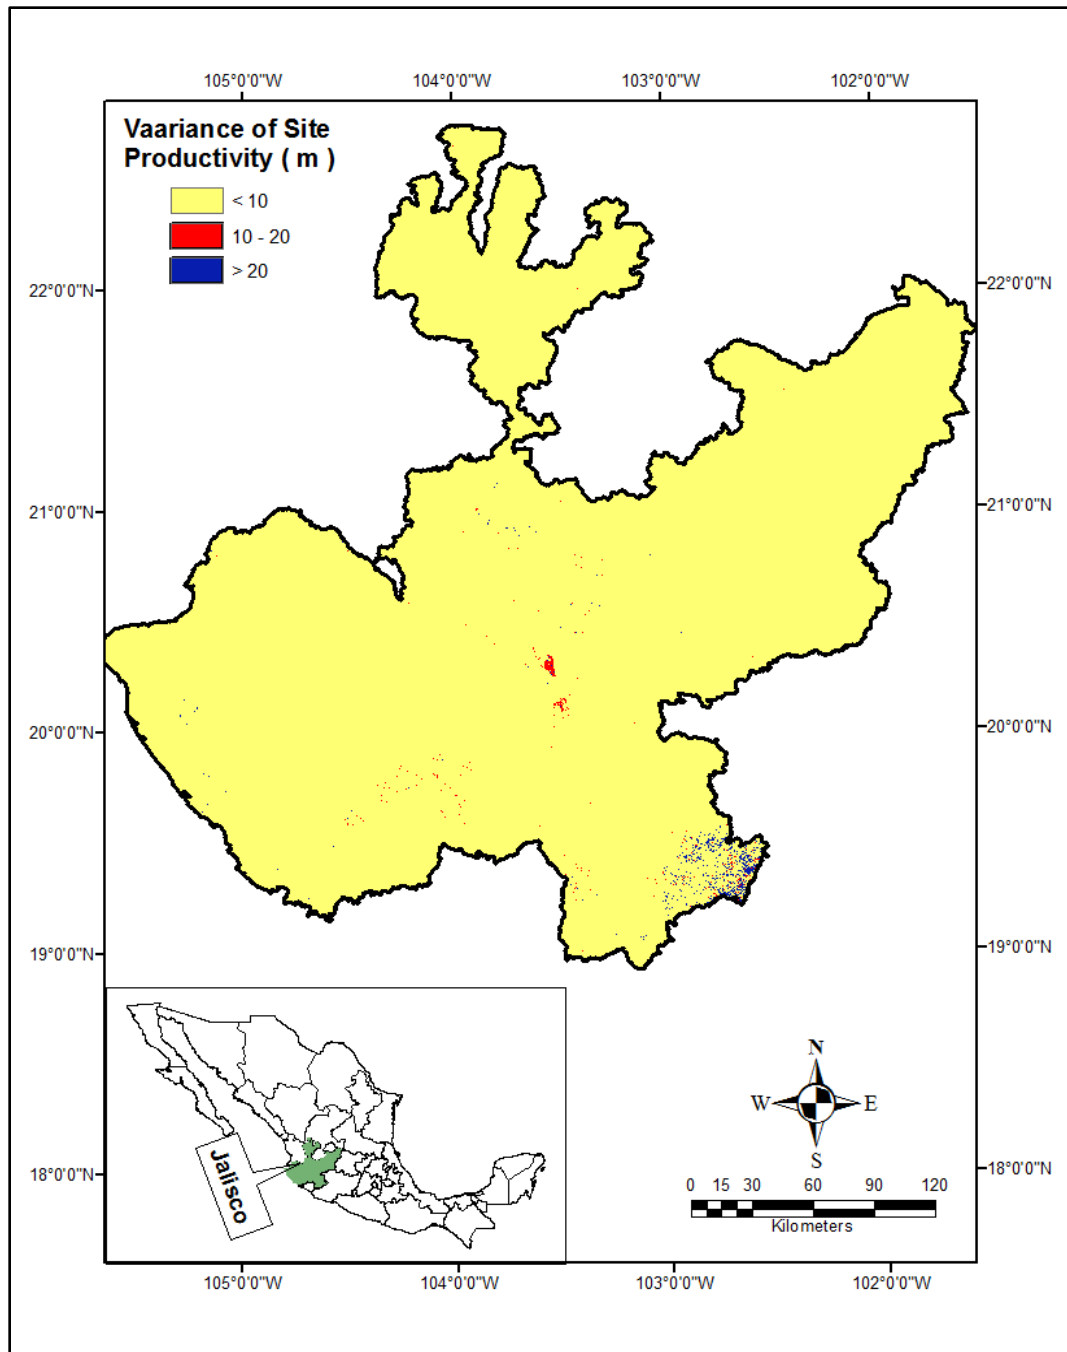 105°0'0"W 104°0'0"W 103°0'0"W 102°0'0"W
Vaariance of Site
Productivity ( m )
< 10
10 - 20
> 20
22°0'0"N 22°0'0"N
21°0'0"N 21°0'0"N
20°0'0"N 20°0'0"N
19°0'0"N 19°0'0"N
18°0'0"N 18°0'0"N
Jalisco
N
W E
S
0 15 30 60 90 120
Kilometers
105°0'0"W 104°0'0"W 103°0'0"W 102°0'0"W